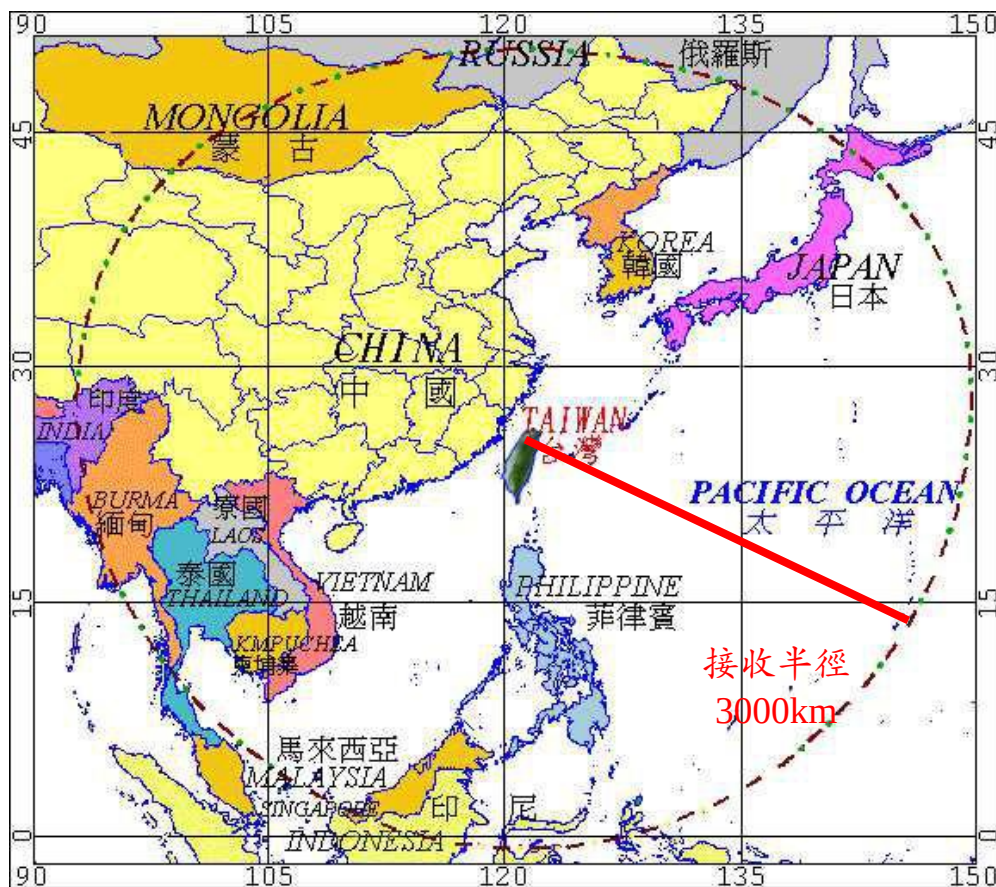 90 105 120 135 150
RUSSIA 俄羅斯
MONGOLIA
蒙 古
45 45
KOREA
韓國
JAPAN
日本
CHINA
中 國
30 30
印度
INDIA
TAIWAN
台灣
BURMA
緬甸
寮國
LAOS
PACIFIC OCEAN
太 平 洋
泰國
THAILAND
VIETNAM
越南
PHILIPPINE
菲律賓
15 15
KMPUCHEA
柬埔寨
接收半徑
3000km
馬來西亞
MALAYSIA
SINGAPORE
印 尼
INDONESIA
0 0
90 105 120 135 150